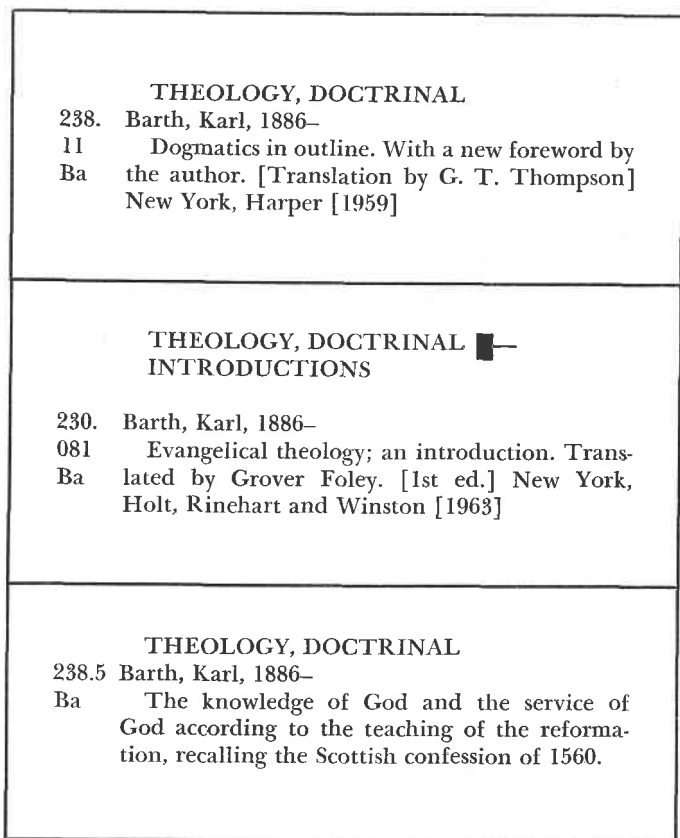 THEOLOGY, DOCTRINAL
238. Barth, Karl, 1886–
11 Dogmatics in outline. With a new foreword by
Ba the author. [Translation by G. T. Thompson]
New York, Harper [1959]
THEOLOGY, DOCTRINAL —
INTRODUCTIONS
230. Barth, Karl, 1886–
081 Evangelical theology; an introduction. Trans-
Ba lated by Grover Foley. [1st ed.] New York,
Holt, Rinehart and Winston [1963]
THEOLOGY, DOCTRINAL
238.5 Barth, Karl, 1886–
Ba The knowledge of God and the service of
God according to the teaching of the reforma-
tion, recalling the Scottish confession of 1560.